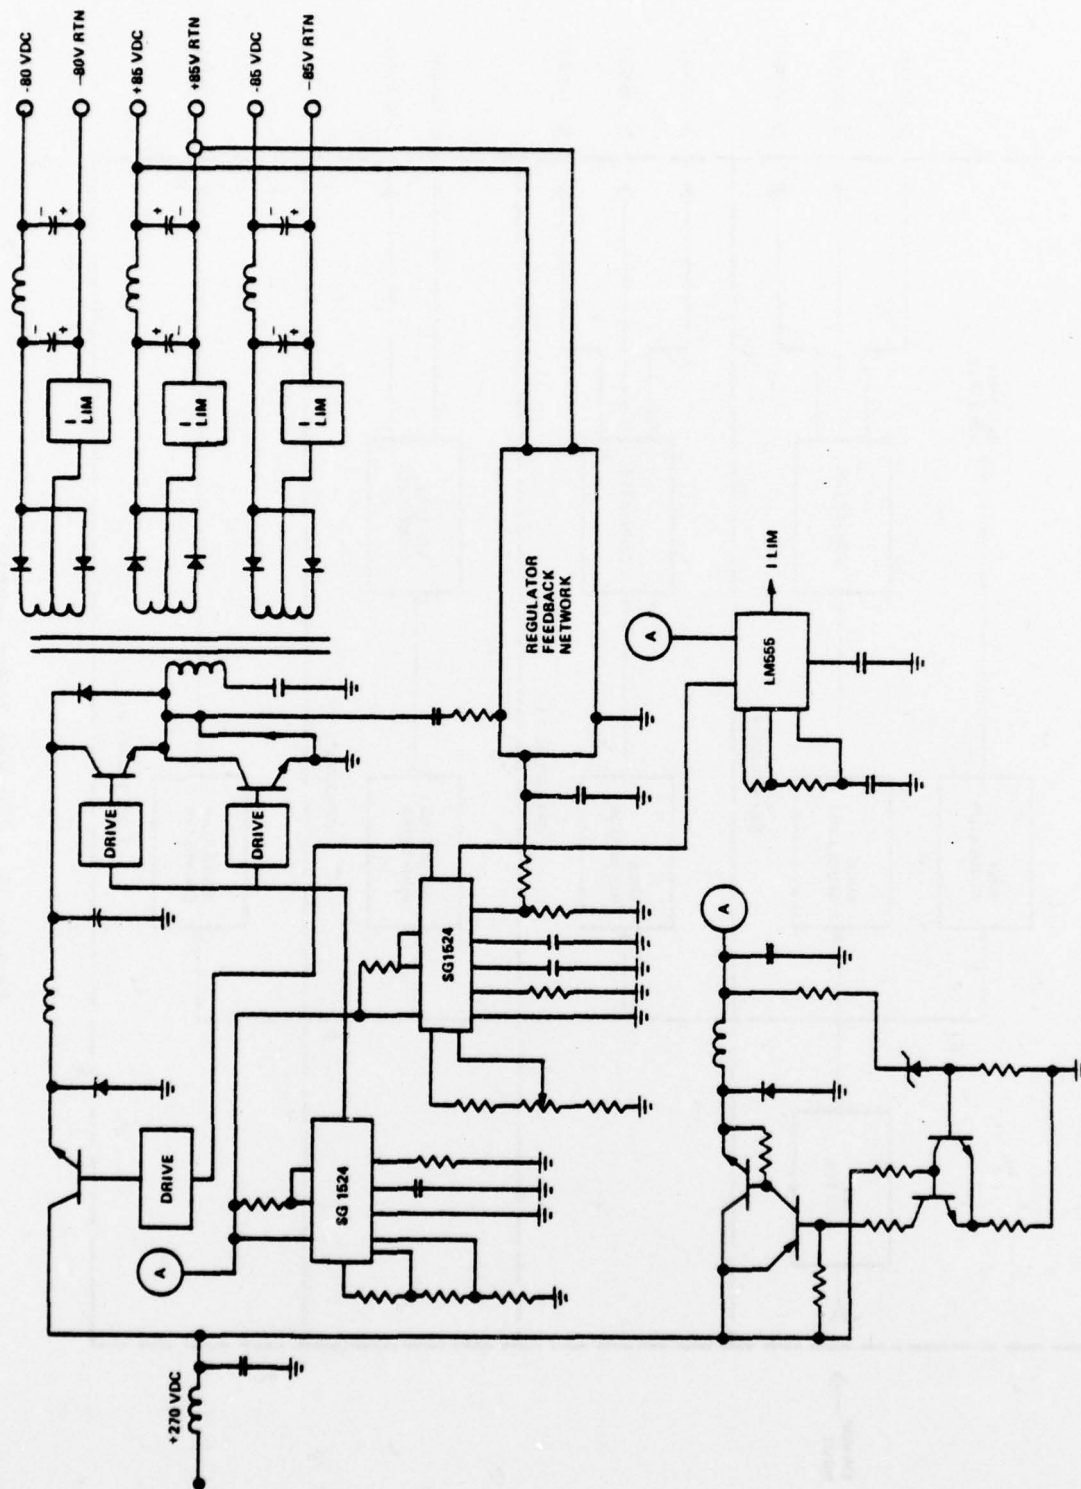 +270 VDC
A
DRIVE
SG 1524
DRIVE
DRIVE
SG1524
REGULATOR
FEEDBACK
NETWORK
A
LM555
I LIM
A
I
LIM
I
LIM
I
LIM
-80 VDC
-80V RTN
+85 VDC
+85V RTN
-85 VDC
-85V RTN